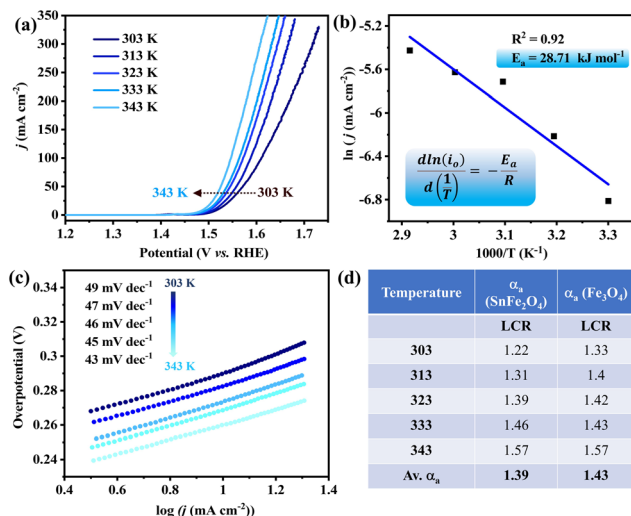 (a)
303 K
313 K
323 K
333 K
343 K
343 K
303 K
j (mA cm-2)
350
300
250
200
150
100
50
0
1.2 1.3 1.4 1.5 1.6 1.7
Potential (V vs. RHE)
(b)
R² = 0.92
Ea = 28.71 kJ mol-1
dln(io) / d(1/T) = − Ea / R
ln (j (mA cm-2)
-5.2
-5.6
-6
-6.4
-6.8
2.9 3 3.1 3.2 3.3
1000/T (K-1)
(c)
49 mV dec-1
47 mV dec-1
46 mV dec-1
45 mV dec-1
43 mV dec-1
303 K
343 K
Overpotential (V)
0.34
0.32
0.3
0.28
0.26
0.24
0.4 0.6 0.8 1.0 1.2 1.4
log (j (mA cm-2)
(d)
Temperature αa (SnFe2O4) αa (Fe3O4)
LCR LCR
303 1.22 1.33
313 1.31 1.4
323 1.39 1.42
333 1.46 1.43
343 1.57 1.57
Av. αa 1.39 1.43